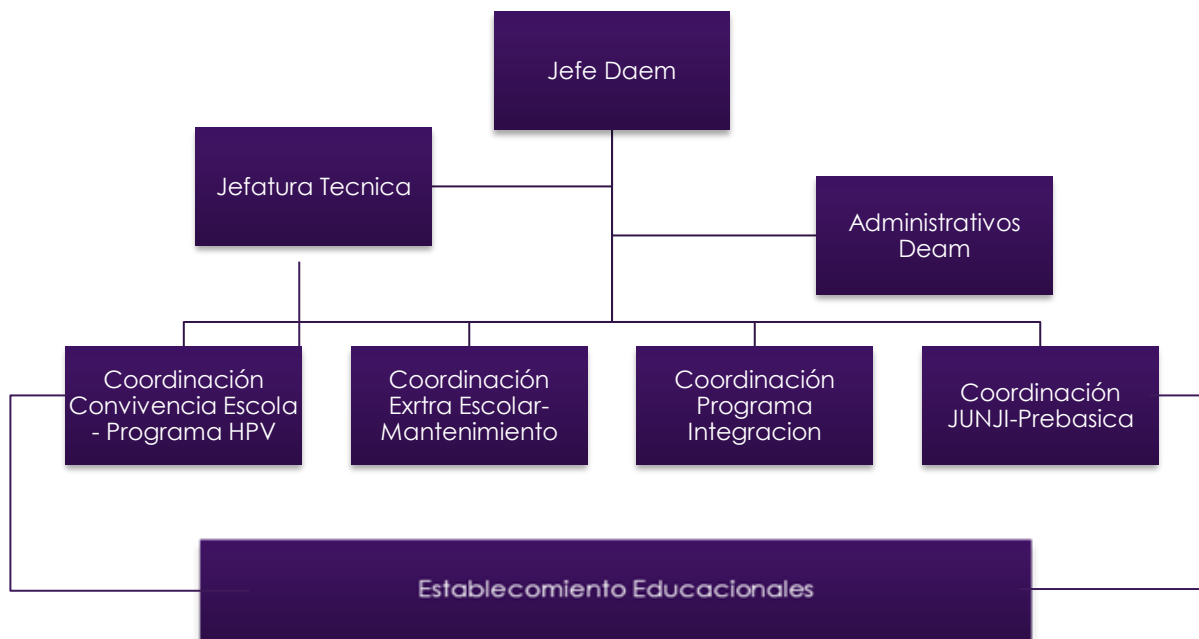 Jefe Daem
Jefatura Tecnica
Administrativos
Deam
Coordinación
Convivencia Escola
- Programa HPV
Coordinación
Exrtra Escolar-
Mantenimiento
Coordinación
Programa
Integracion
Coordinación
JUNJI-Prebasica
Establecomiento Educacionales